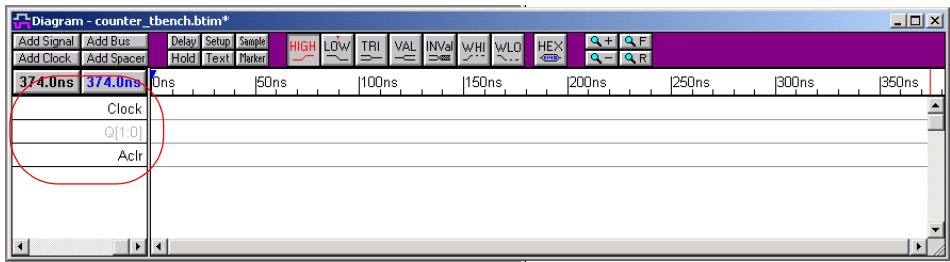 Diagram - counter_tbench.btim*
Add Signal Add Bus Delay Setup Sample HIGH LOW TRI VAL INVal WHI WLO HEX + F
Add Clock Add Spacer Hold Text Marker - R
374.0ns 374.0ns 0ns 50ns 100ns 150ns 200ns 250ns 300ns 350ns
Clock
Q[1:0]
Aclr